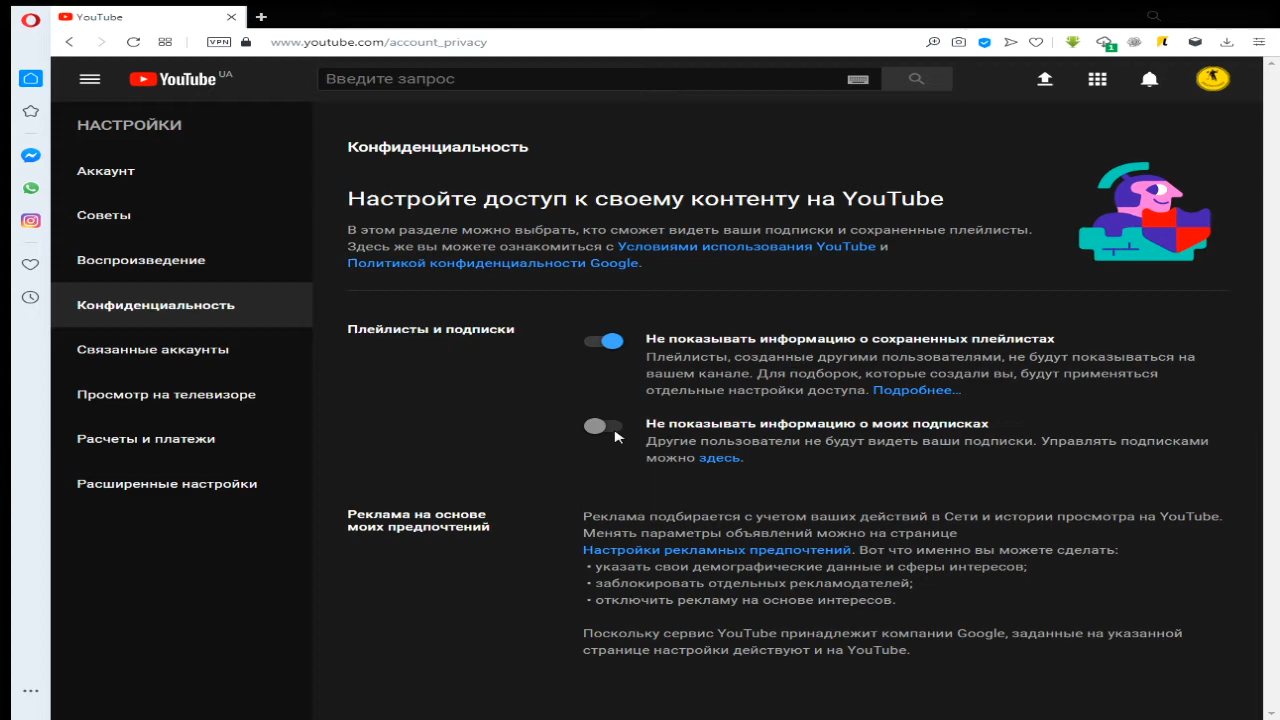 YouTube
VPN
www.youtube.com/account_privacy
1
YouTube UA
Введите запрос
НАСТРОЙКИ
Аккаунт
Советы
Воспроизведение
Конфиденциальность
Связанные аккаунты
Просмотр на телевизоре
Расчеты и платежи
Расширенные настройки
Конфиденциальность
Настройте доступ к своему контенту на YouTube
В этом разделе можно выбрать, кто сможет видеть ваши подписки и сохраненные плейлисты.
Здесь же вы можете ознакомиться с Условиями использования YouTube и
Политикой конфиденциальности Google.
Плейлисты и подписки
Не показывать информацию о сохраненных плейлистах
Плейлисты, созданные другими пользователями, не будут показываться на
вашем канале. Для подборок, которые создали вы, будут применяться
отдельные настройки доступа. Подробнее…
Не показывать информацию о моих подписках
Другие пользователи не будут видеть ваши подписки. Управлять подписками
можно здесь.
Реклама на основе
моих предпочтений
Реклама подбирается с учетом ваших действий в Сети и истории просмотра на YouTube.
Менять параметры объявлений можно на странице
Настройки рекламных предпочтений. Вот что именно вы можете сделать:
• указать свои демографические данные и сферы интересов;
• заблокировать отдельных рекламодателей;
• отключить рекламу на основе интересов.
Поскольку сервис YouTube принадлежит компании Google, заданные на указанной
странице настройки действуют и на YouTube.